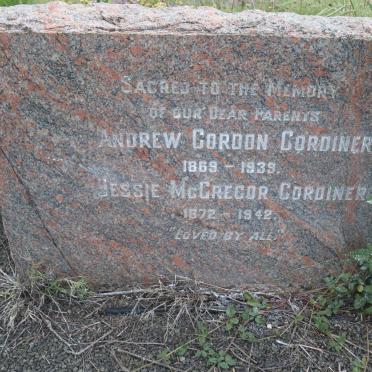 SACRED TO THE MEMORY
OF OUR DEAR PARENTS
ANDREW GORDON CORDINER
1869 - 1939.
JESSIE McGREGOR CORDINER
1872 - 1942.
"LOVED BY ALL"